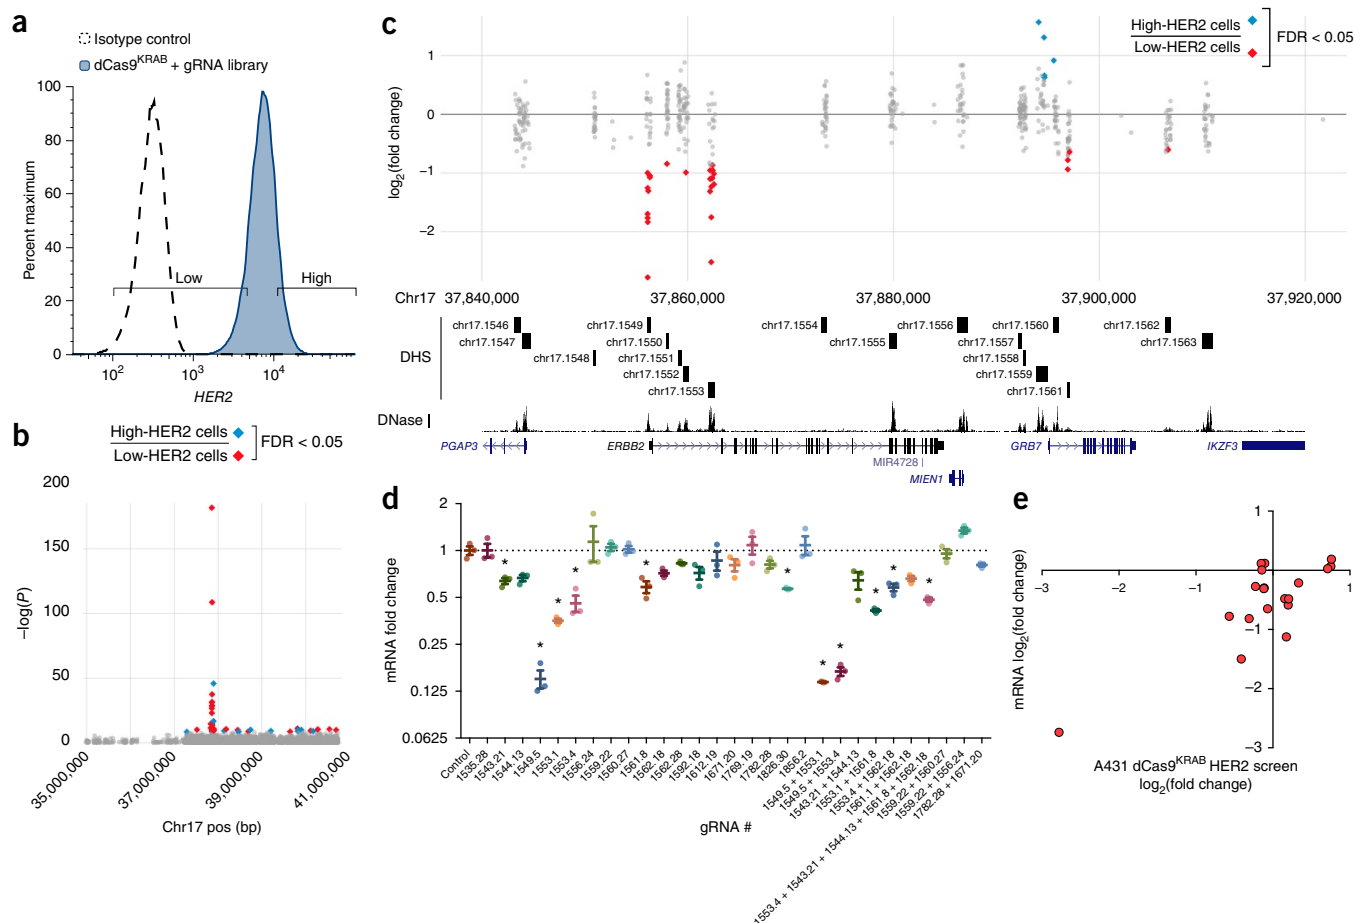 a
Isotype control
dCas9KRAB + gRNA library
100
80
60
40
20
0
Percent maximum
Low
High
10²
10³
10⁴
HER2
b
High-HER2 cells
Low-HER2 cells
FDR < 0.05
200
150
100
50
0
–log(P)
35,000,000
37,000,000
39,000,000
41,000,000
Chr17 pos (bp)
c
High-HER2 cells
Low-HER2 cells
FDR < 0.05
1
0
–1
–2
log2(fold change)
Chr17
37,840,000
37,860,000
37,880,000
37,900,000
37,920,000
DHS
chr17.1546
chr17.1547
chr17.1548
chr17.1549
chr17.1550
chr17.1551
chr17.1552
chr17.1553
chr17.1554
chr17.1555
chr17.1556
chr17.1557
chr17.1558
chr17.1559
chr17.1560
chr17.1561
chr17.1562
chr17.1563
DNase
PGAP3
ERBB2
MIR4728
MIEN1
GRB7
IKZF3
d
2
1
0.5
0.25
0.125
0.0625
mRNA fold change
* * * * * * * * * *
Control
1535.28
1543.21
1544.13
1549.5
1553.1
1553.4
1556.24
1559.22
1560.27
1561.8
1562.18
1562.28
1592.18
1612.19
1671.20
1769.19
1782.28
1826.30
1856.2
1549.5 + 1553.1
1549.5 + 1553.4
1543.21 + 1544.13
1553.1 + 1561.8
1553.4 + 1562.18
1561.1 + 1562.18
1553.4 + 1543.21 + 1544.13 + 1561.8 + 1562.18
1559.22 + 1560.27
1559.22 + 1556.24
1782.28 + 1671.20
gRNA #
e
1
–1
–2
–3
mRNA log2(fold change)
–3
–2
–1
0
1
A431 dCas9KRAB HER2 screen
log2(fold change)